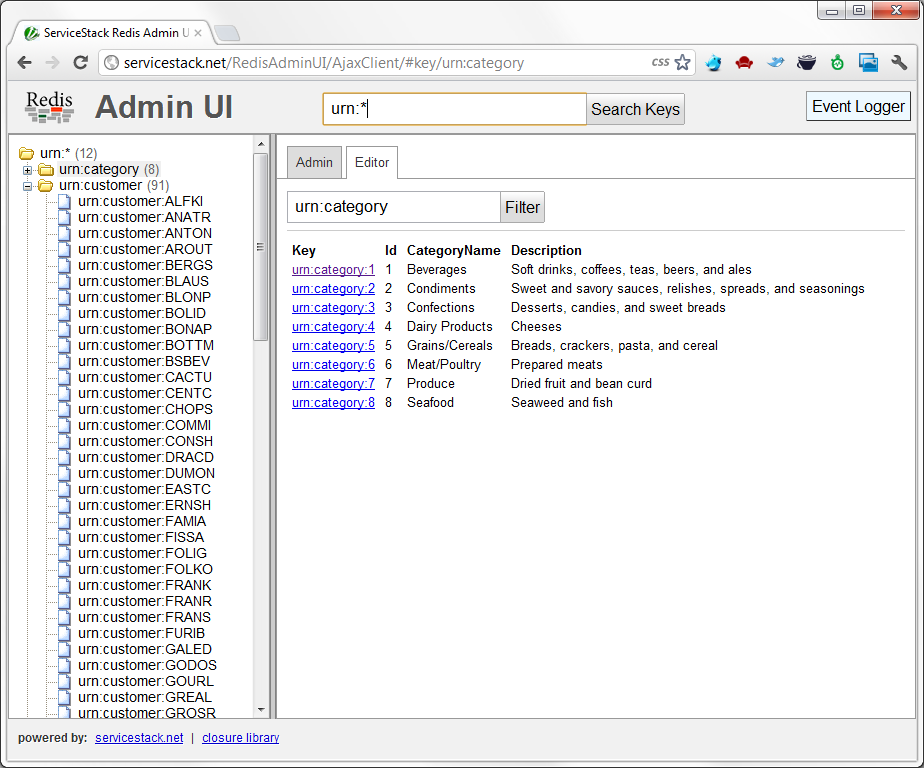 ServiceStack Redis Admin U
servicestack.net/RedisAdminUI/AjaxClient/#key/urn:category
css
Redis
Admin UI
urn:*
Search Keys
Event Logger
urn:* (12)
urn:category (8)
urn:customer (91)
urn:customer:ALFKI
urn:customer:ANATR
urn:customer:ANTON
urn:customer:AROUT
urn:customer:BERGS
urn:customer:BLAUS
urn:customer:BLONP
urn:customer:BOLID
urn:customer:BONAP
urn:customer:BOTTM
urn:customer:BSBEV
urn:customer:CACTU
urn:customer:CENTC
urn:customer:CHOPS
urn:customer:COMMI
urn:customer:CONSH
urn:customer:DRACD
urn:customer:DUMON
urn:customer:EASTC
urn:customer:ERNSH
urn:customer:FAMIA
urn:customer:FISSA
urn:customer:FOLIG
urn:customer:FOLKO
urn:customer:FRANK
urn:customer:FRANR
urn:customer:FRANS
urn:customer:FURIB
urn:customer:GALED
urn:customer:GODOS
urn:customer:GOURL
urn:customer:GREAL
urn:customer:GROSR
Admin
Editor
urn:category
Filter
Key Id CategoryName Description
urn:category:1 1 Beverages Soft drinks, coffees, teas, beers, and ales
urn:category:2 2 Condiments Sweet and savory sauces, relishes, spreads, and seasonings
urn:category:3 3 Confections Desserts, candies, and sweet breads
urn:category:4 4 Dairy Products Cheeses
urn:category:5 5 Grains/Cereals Breads, crackers, pasta, and cereal
urn:category:6 6 Meat/Poultry Prepared meats
urn:category:7 7 Produce Dried fruit and bean curd
urn:category:8 8 Seafood Seaweed and fish
powered by: servicestack.net | closure library